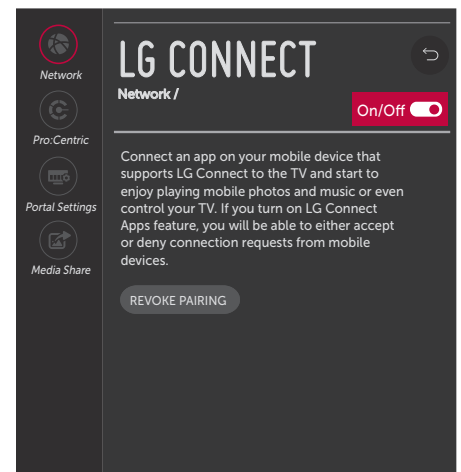 Network
Pro:Centric
Portal Settings
Media Share
LG CONNECT
Network /
On/Off
Connect an app on your mobile device that
supports LG Connect to the TV and start to
enjoy playing mobile photos and music or even
control your TV. If you turn on LG Connect
Apps feature, you will be able to either accept
or deny connection requests from mobile
devices.
REVOKE PAIRING